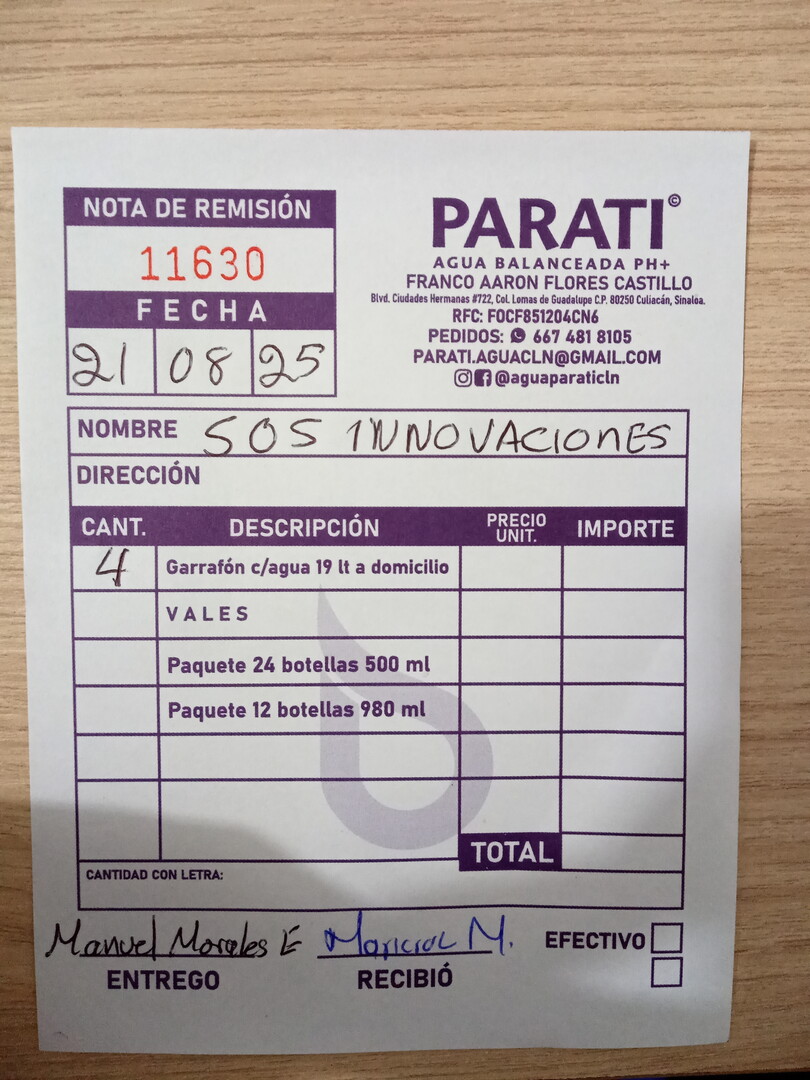 NOTA DE REMISIÓN
11630
FECHA
21 08 25
PARATI©
AGUA BALANCEADA PH+
FRANCO AARON FLORES CASTILLO
Blvd. Ciudades Hermanas #722, Col. Lomas de Guadalupe C.P. 80250 Culiacán, Sinaloa.
RFC: FOCF851204CN6
PEDIDOS: 667 481 8105
PARATI.AGUACLN@GMAIL.COM
@aguaparaticln
NOMBRE SOS INNOVACIONES
DIRECCIÓN
CANT. DESCRIPCIÓN PRECIO UNIT. IMPORTE
4 Garrafón c/agua 19 lt a domicilio
VALES
Paquete 24 botellas 500 ml
Paquete 12 botellas 980 ml
TOTAL
CANTIDAD CON LETRA:
Manuel Morales E M. EFECTIVO
ENTREGO RECIBIÓ